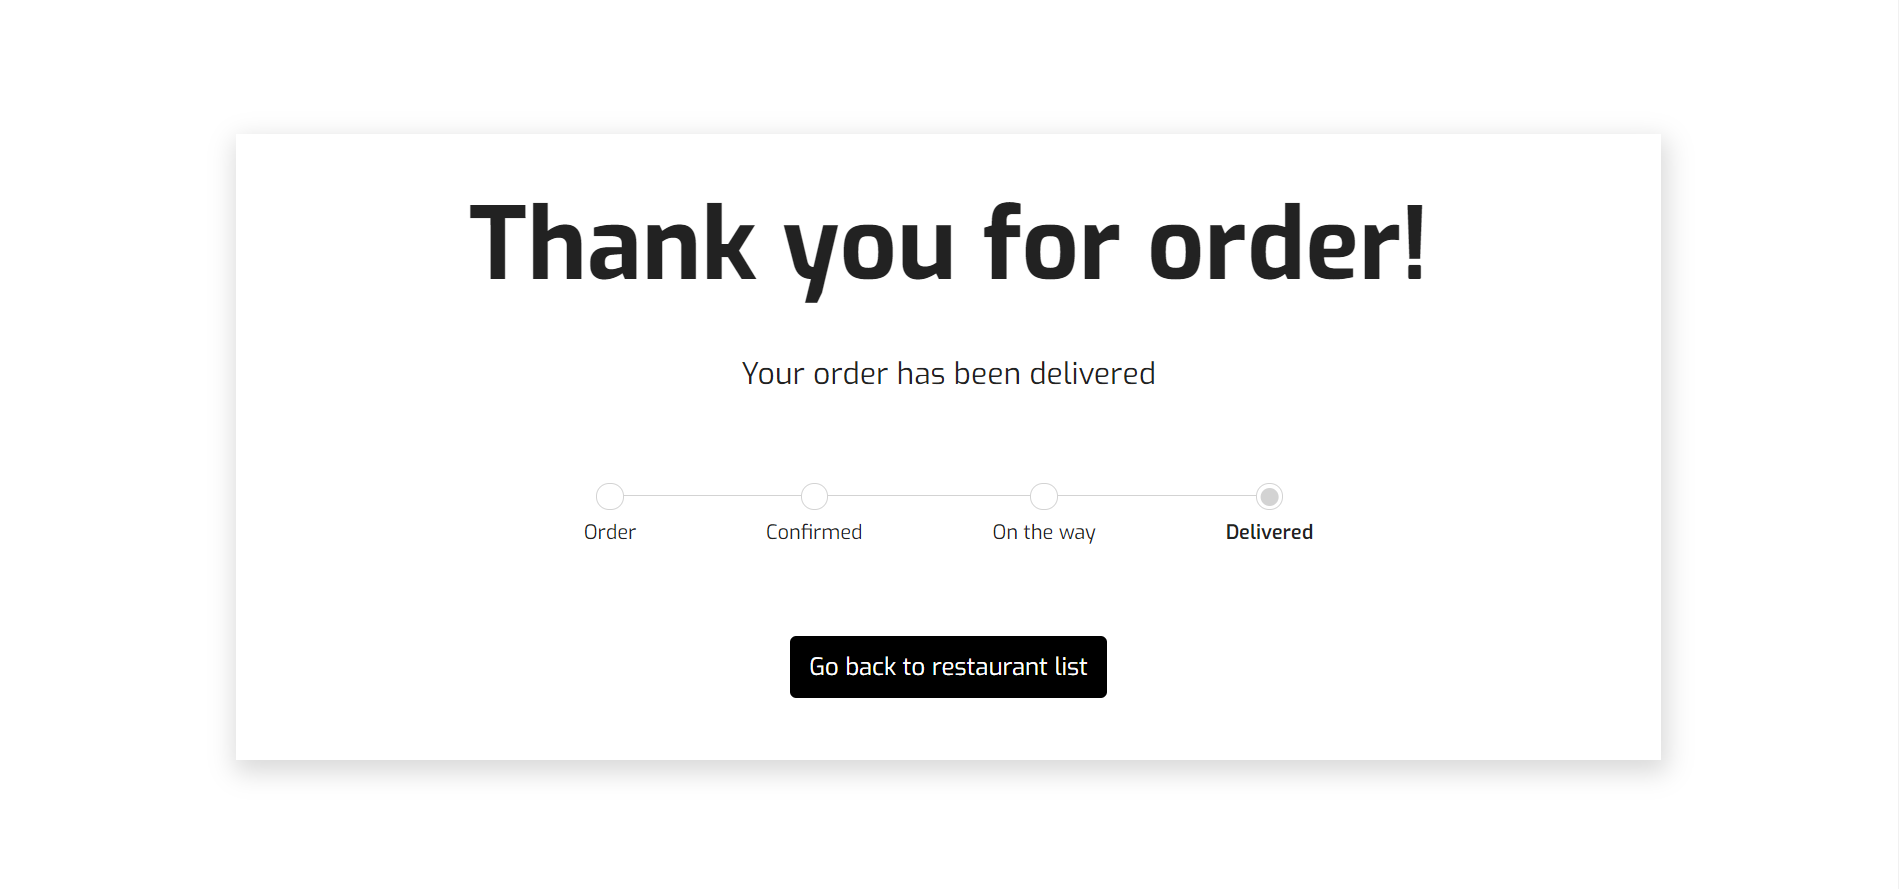 Thank you for order!
Your order has been delivered
Order Confirmed On the way Delivered
Go back to restaurant list